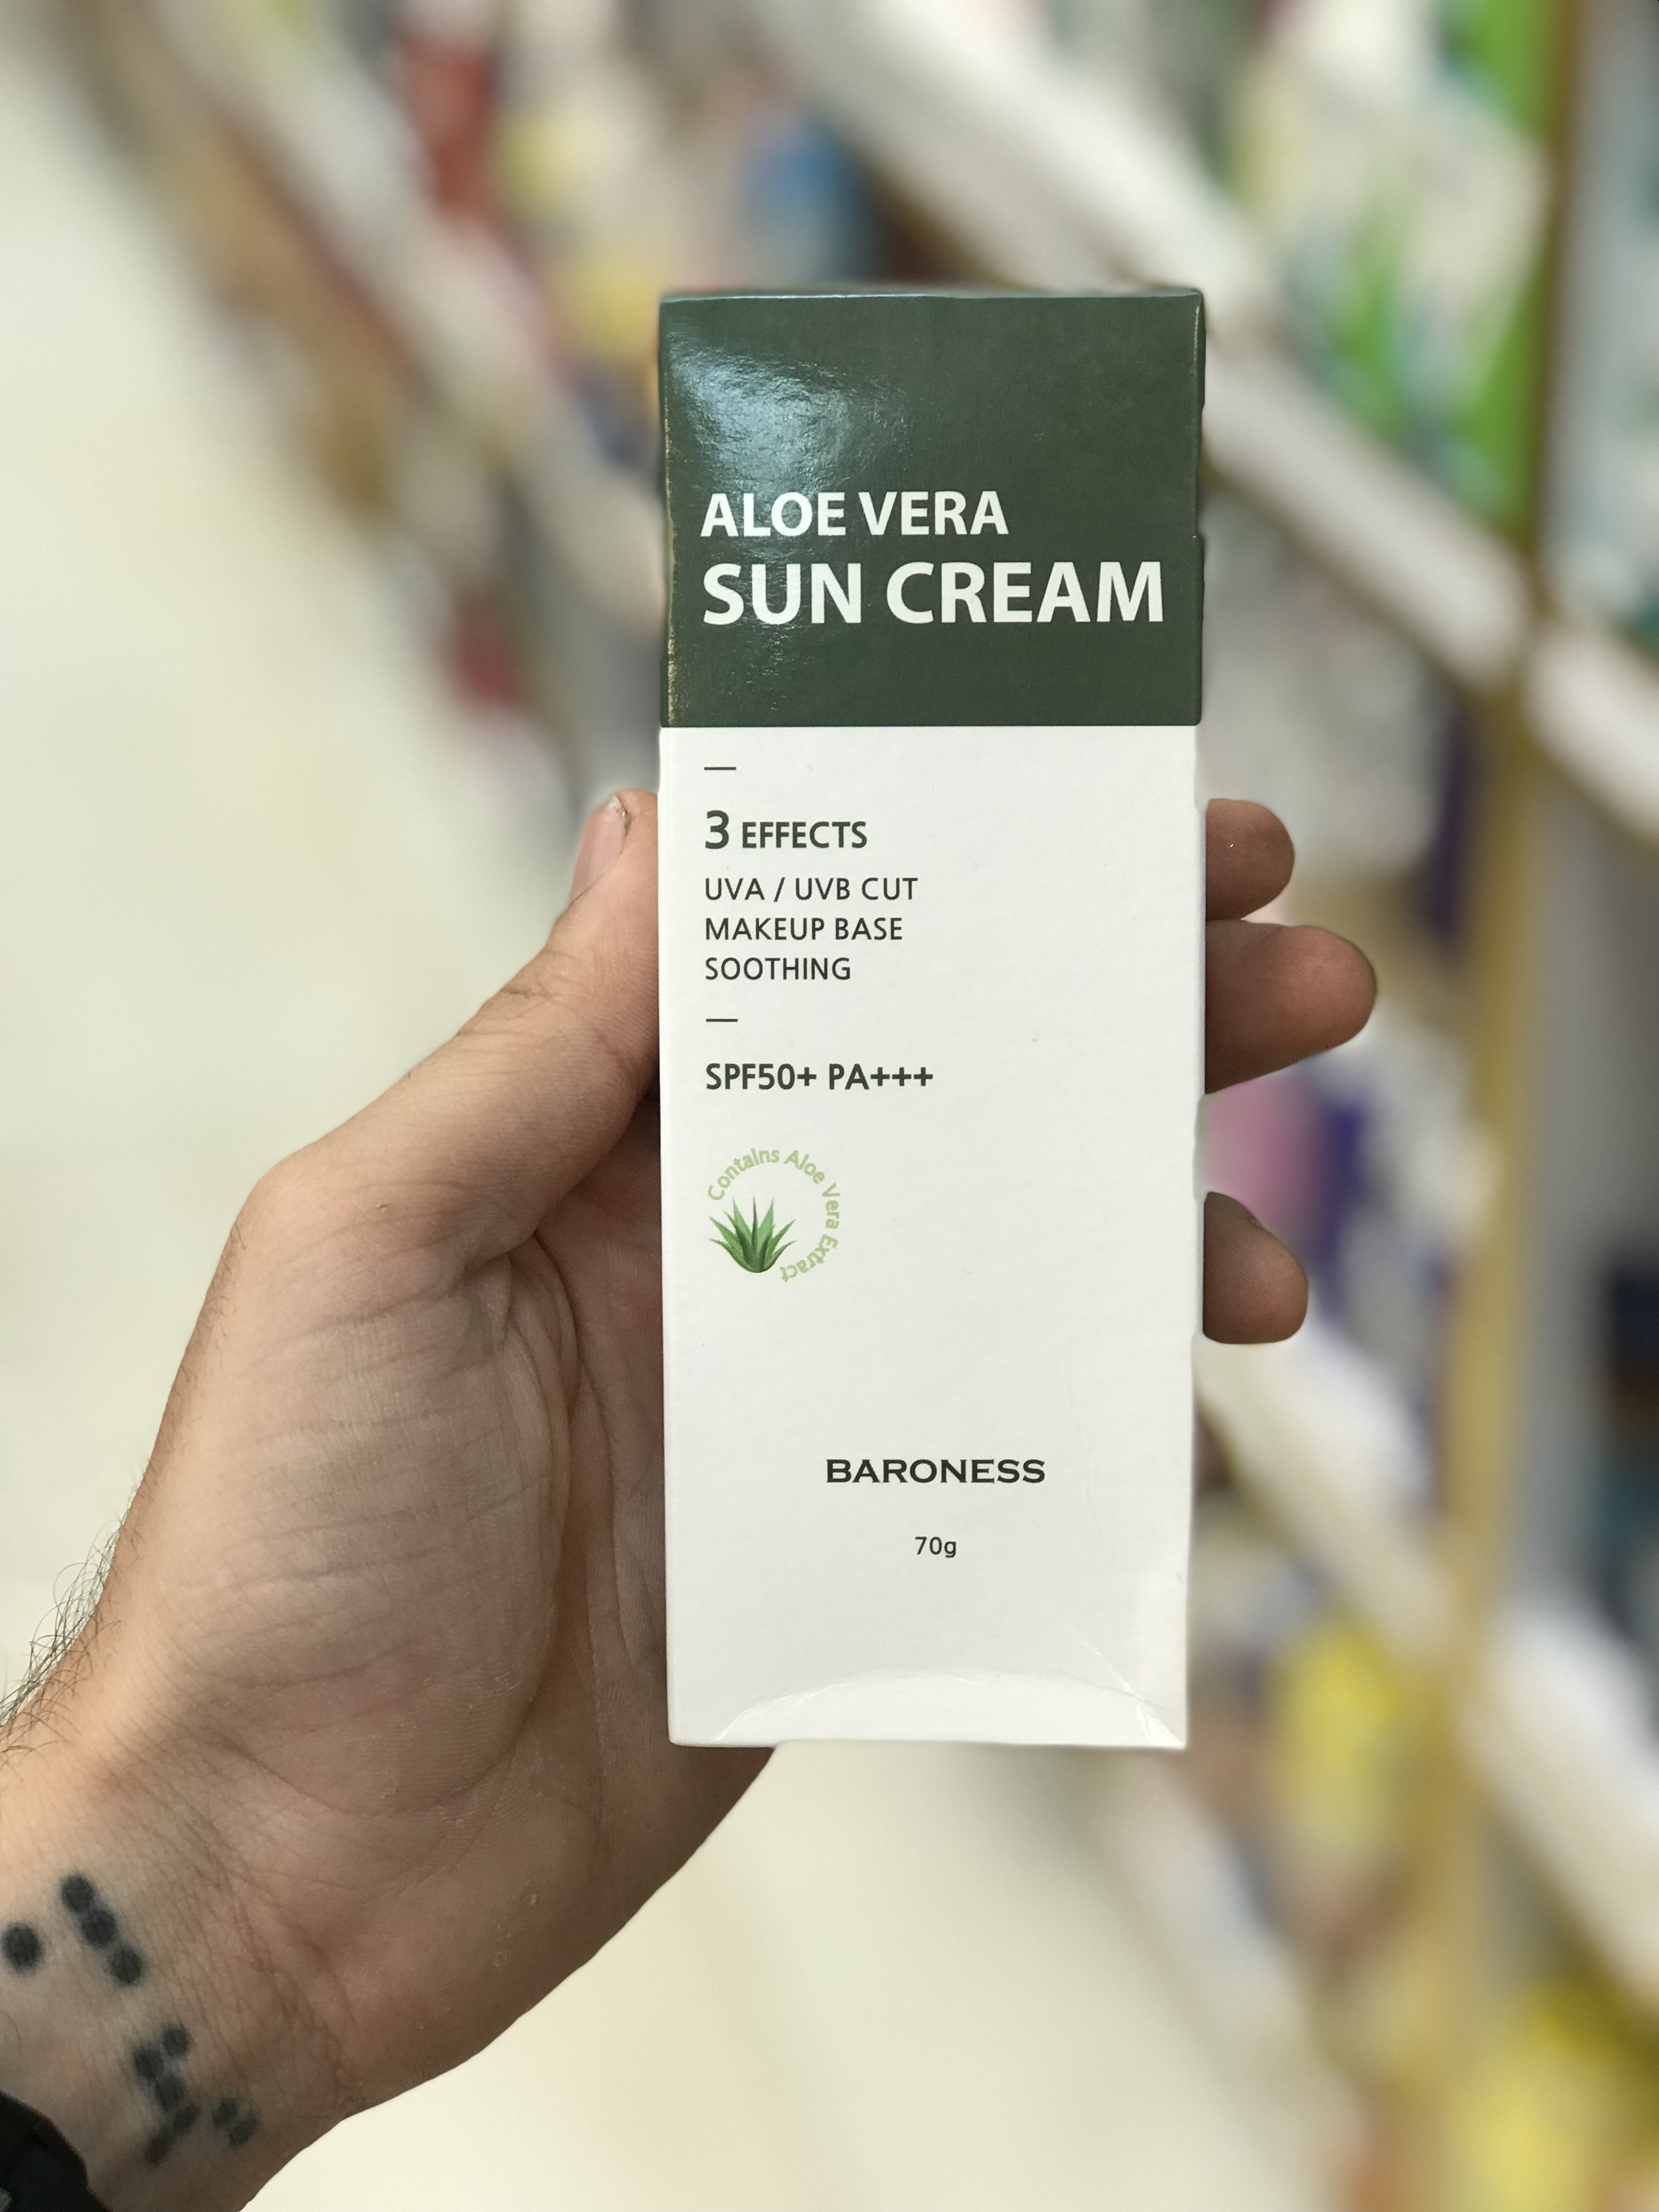 ALOE VERA
SUN CREAM
—
3 EFFECTS
UVA / UVB CUT
MAKEUP BASE
SOOTHING
—
SPF50+ PA+++
Contains Aloe Vera Extract
BARONESS
70g